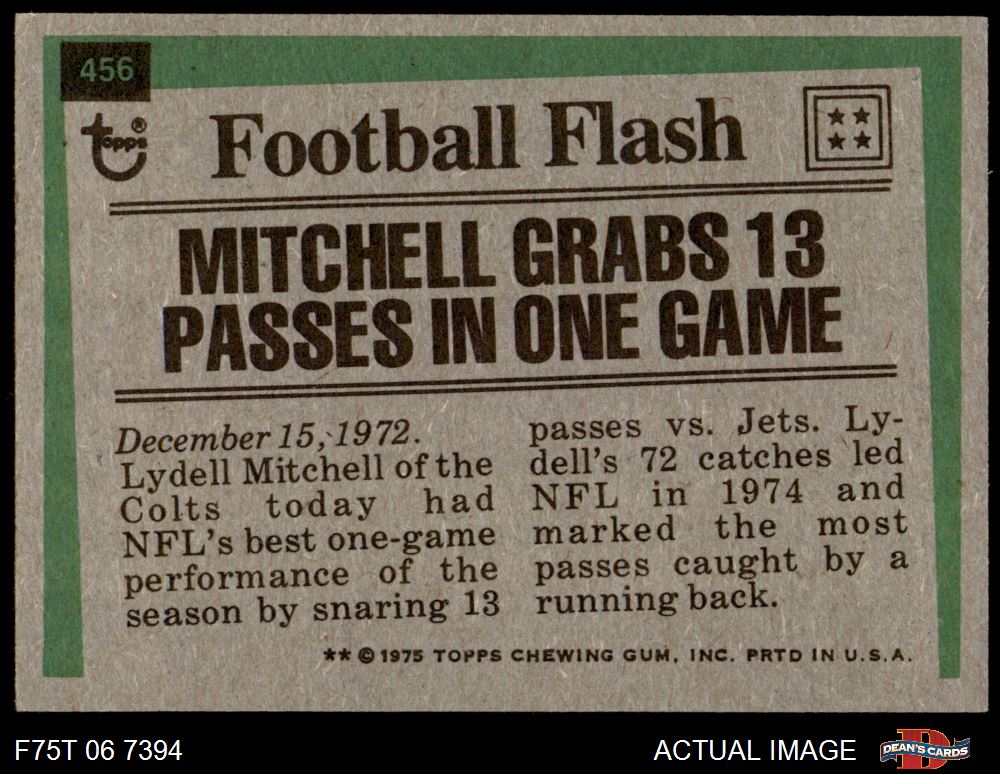 456
Topps®
Football Flash
MITCHELL GRABS 13
PASSES IN ONE GAME
December 15, 1972.
Lydell Mitchell of the
Colts today had
NFL's best one-game
performance of the
season by snaring 13
passes vs. Jets. Ly-
dell's 72 catches led
NFL in 1974 and
marked the most
passes caught by a
running back.
** © 1975 TOPPS CHEWING GUM, INC. PRTD IN U.S.A.
F75T 06 7394
ACTUAL IMAGE
D
DEAN'S CARDS